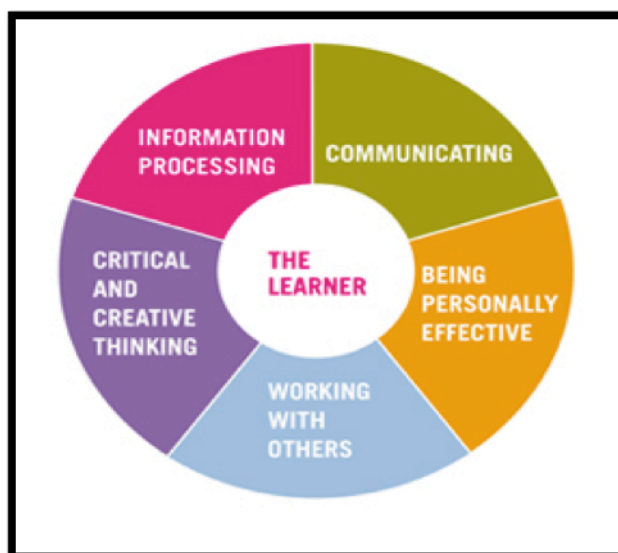 INFORMATION
PROCESSING
COMMUNICATING
CRITICAL
AND
CREATIVE
THINKING
THE
LEARNER
BEING
PERSONALLY
EFFECTIVE
WORKING
WITH
OTHERS